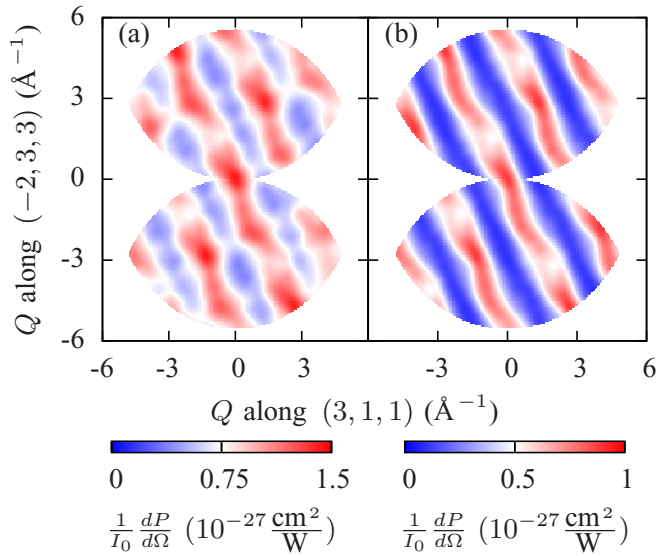 (a) (b)
6
3
0
-3
-6
Q along (−2, 3, 3) (Å−1)
-6 -3 0 3 -3 0 3 6
Q along (3, 1, 1) (Å−1)
0 0.75 1.5 0 0.5 1
1/I0 dP/dΩ (10−27 cm2/W) 1/I0 dP/dΩ (10−27 cm2/W)